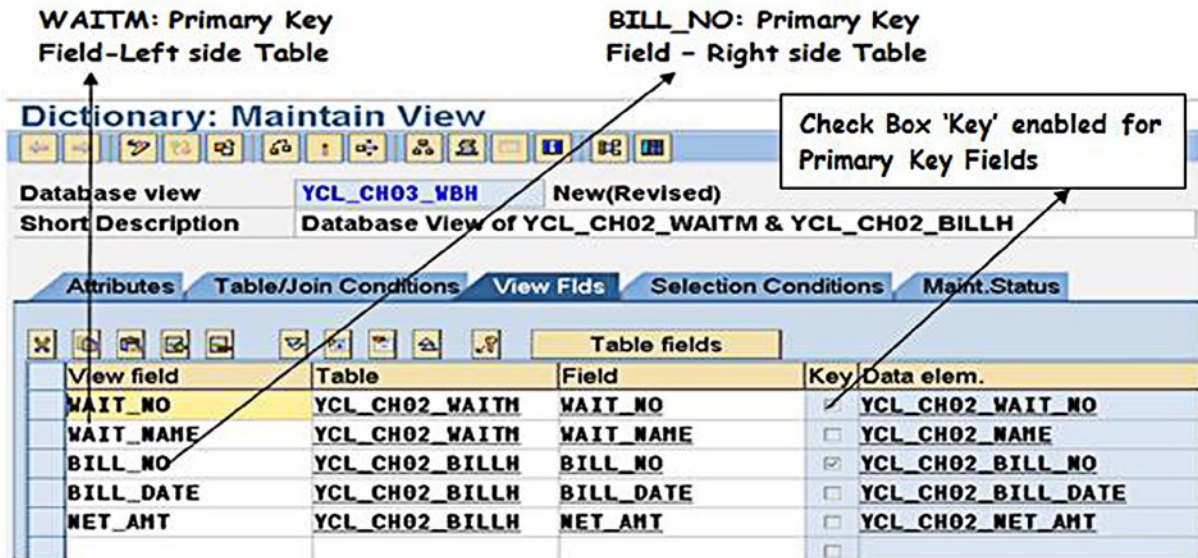 WAITM: Primary Key
Field-Left side Table
BILL_NO: Primary Key
Field - Right side Table
Dictionary: Maintain View
Check Box 'Key' enabled for
Primary Key Fields
Database view YCL_CH03_WBH New(Revised)
Short Description Database View of YCL_CH02_WAITM & YCL_CH02_BILLH
Attributes Table/Join Conditions View Flds Selection Conditions Maint.Status
Table fields
View field Table Field Key Data elem.
WAIT_NO YCL_CH02_WAITM WAIT_NO YCL_CH02_WAIT_NO
WAIT_NAME YCL_CH02_WAITM WAIT_NAME YCL_CH02_NAME
BILL_NO YCL_CH02_BILLH BILL_NO YCL_CH02_BILL_NO
BILL_DATE YCL_CH02_BILLH BILL_DATE YCL_CH02_BILL_DATE
NET_AMT YCL_CH02_BILLH NET_AMT YCL_CH02_NET_AMT